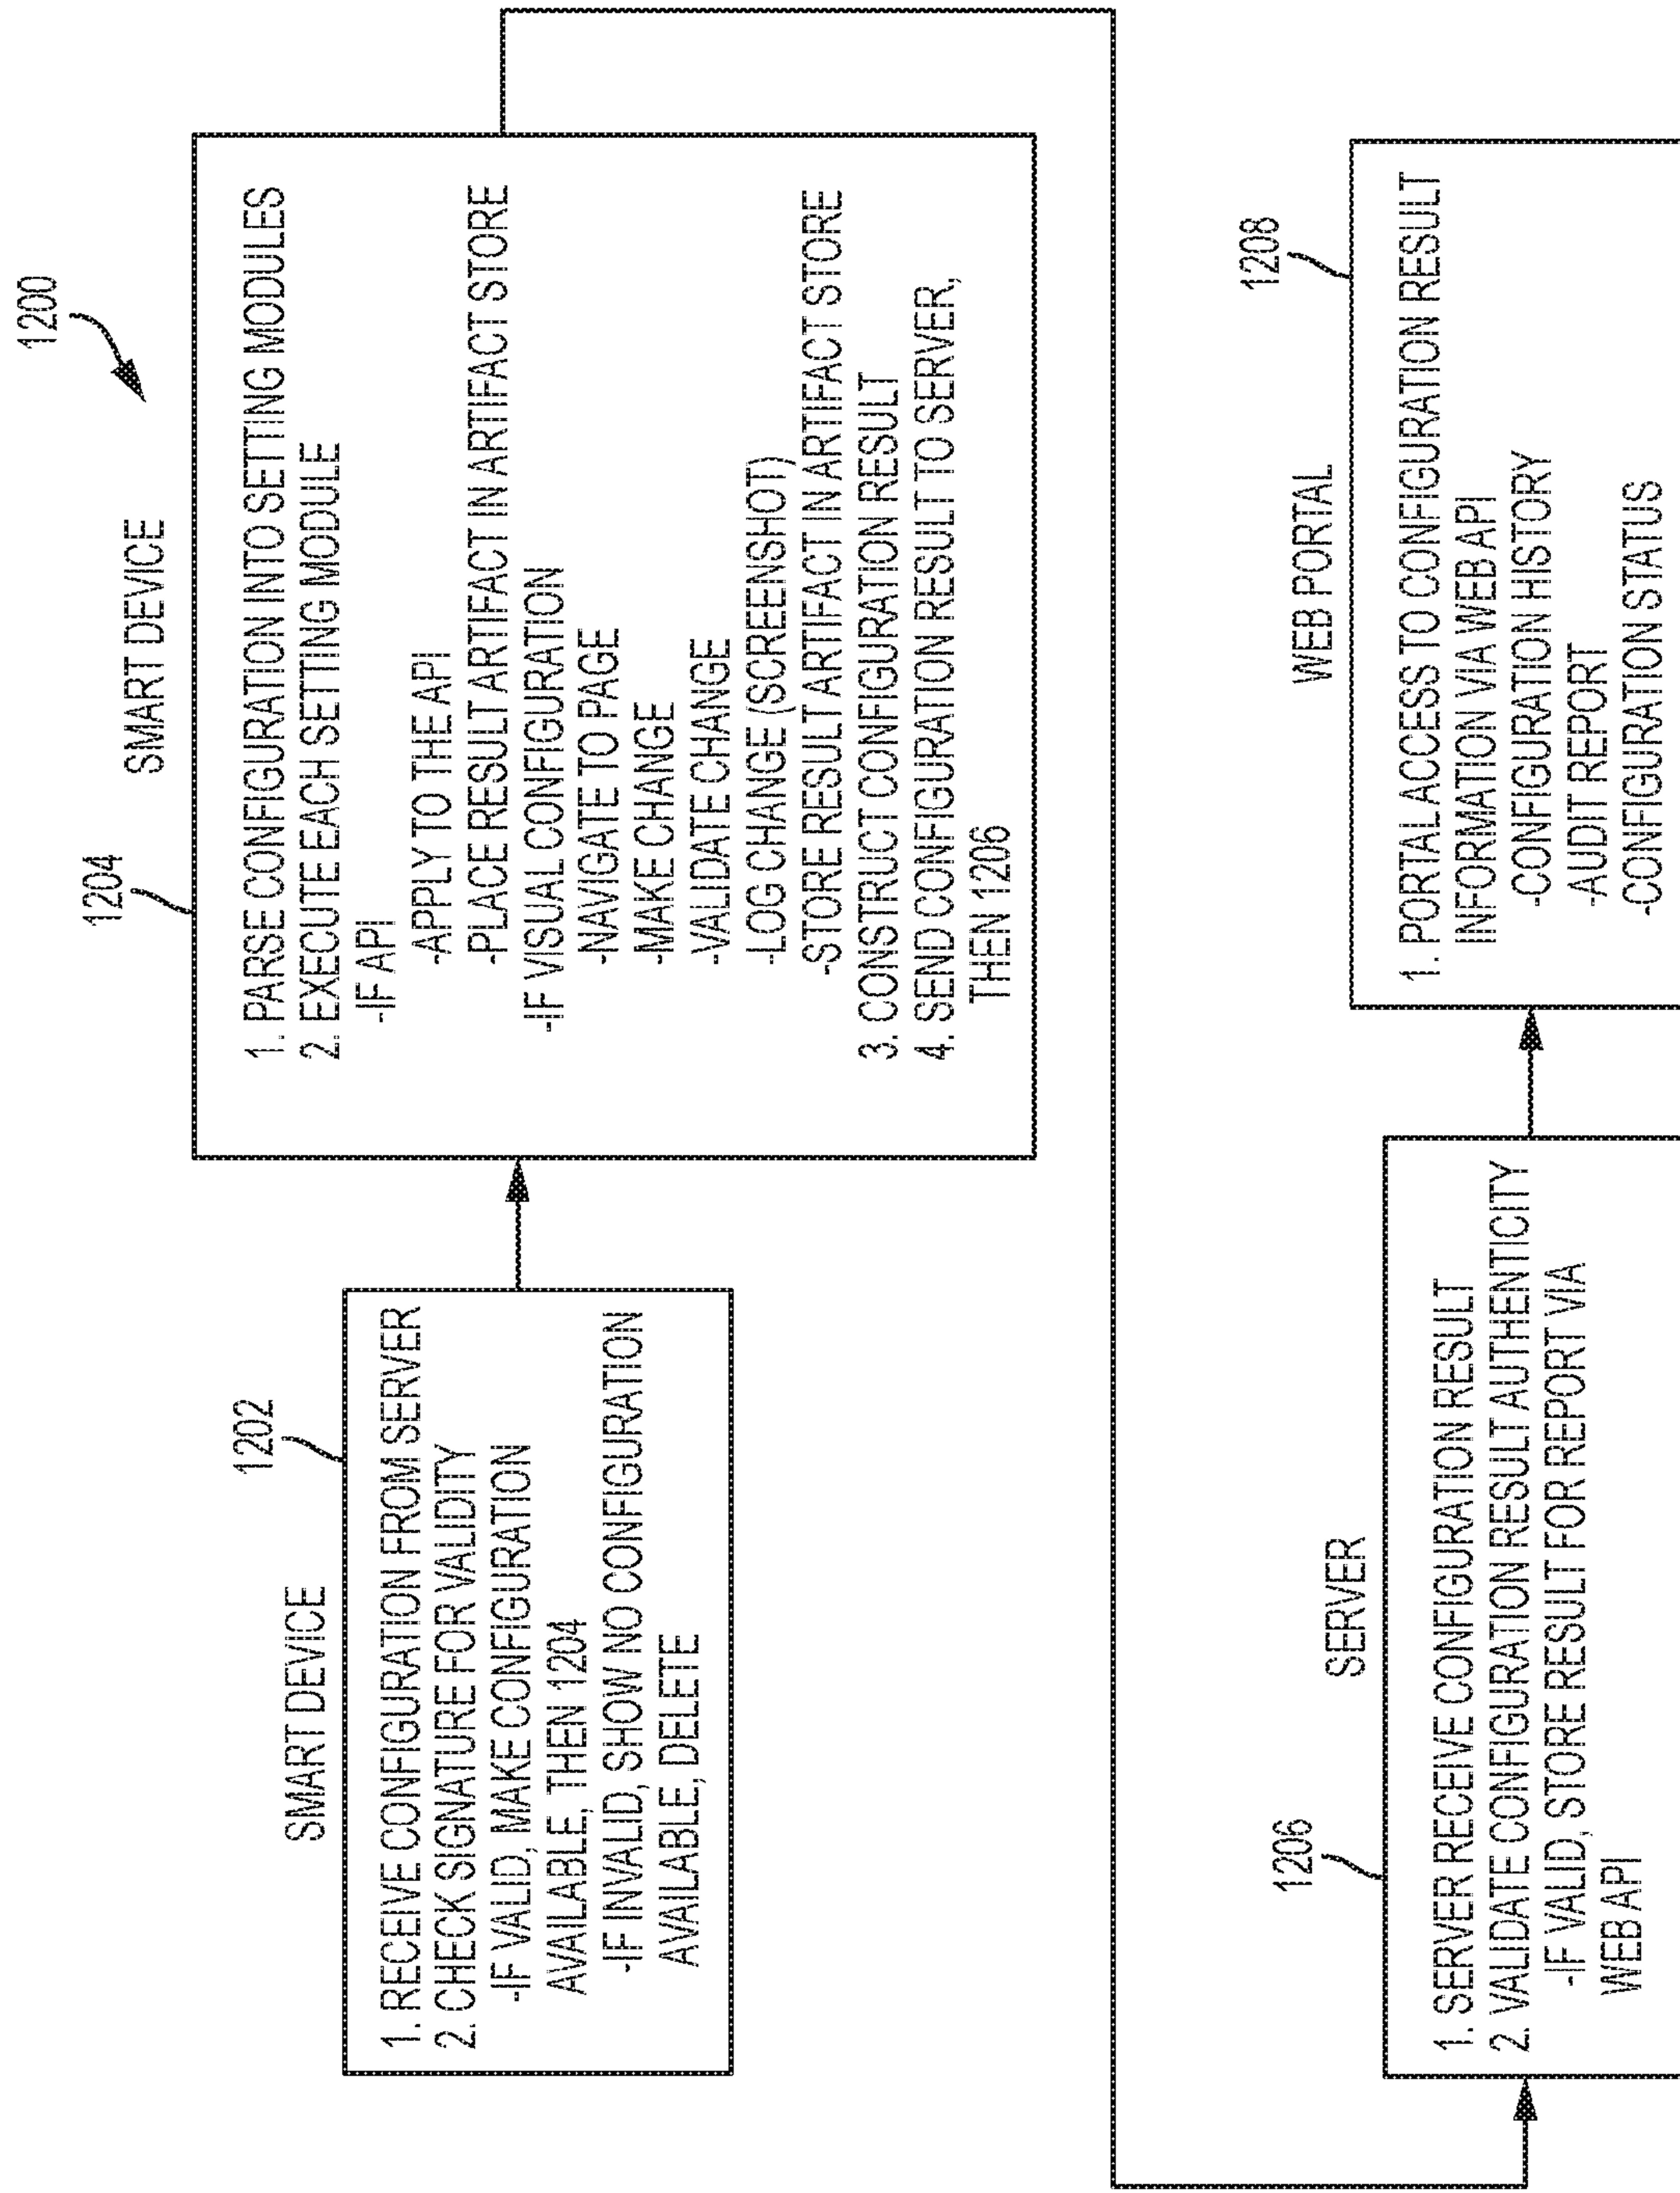 1200
SMART DEVICE
1202
1. RECEIVE CONFIGURATION FROM SERVER
2. CHECK SIGNATURE FOR VALIDITY
-IF VALID, MAKE CONFIGURATION
AVAILABLE, THEN 1204
-IF INVALID, SHOW NO CONFIGURATION
AVAILABLE, DELETE
SMART DEVICE
1204
1. PARSE CONFIGURATION INTO SETTING MODULES
2. EXECUTE EACH SETTING MODULE
-IF API
-APPLY TO THE API
-PLACE RESULT ARTIFACT IN ARTIFACT STORE
-IF VISUAL CONFIGURATION
-NAVIGATE TO PAGE
-MAKE CHANGE
-VALIDATE CHANGE
-LOG CHANGE (SCREENSHOT)
-STORE RESULT ARTIFACT IN ARTIFACT STORE
3. CONSTRUCT CONFIGURATION RESULT
4. SEND CONFIGURATION RESULT TO SERVER,
THEN 1206
SERVER
1206
1. SERVER RECEIVE CONFIGURATION RESULT
2. VALIDATE CONFIGURATION RESULT AUTHENTICITY
-IF VALID, STORE RESULT FOR REPORT VIA
WEB API
WEB PORTAL
1208
1. PORTAL ACCESS TO CONFIGURATION RESULT
INFORMATION VIA WEB API
-CONFIGURATION HISTORY
-AUDIT REPORT
-CONFIGURATION STATUS